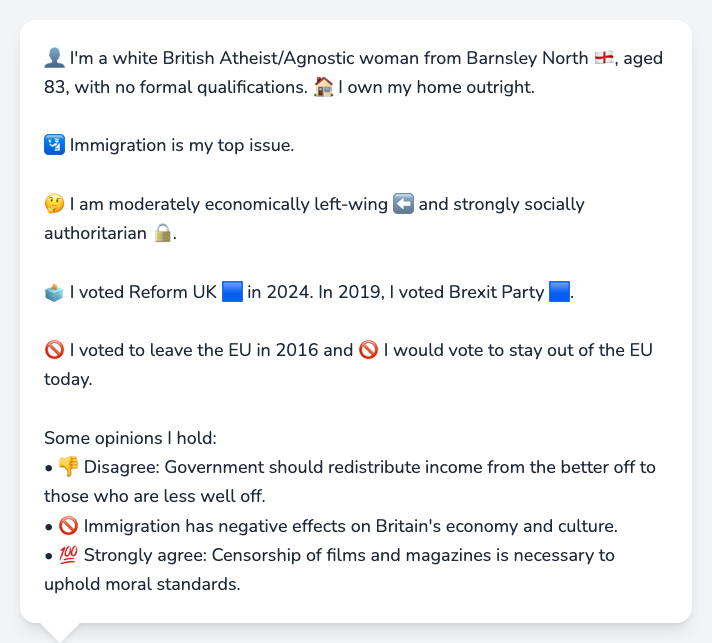 👤 I'm a white British Atheist/Agnostic woman from Barnsley North 🏴󠁧󠁢󠁥󠁮󠁧󠁿, aged
83, with no formal qualifications. 🏠 I own my home outright.
🛂 Immigration is my top issue.
🤔 I am moderately economically left-wing ⬅️ and strongly socially
authoritarian 🔒.
🗳️ I voted Reform UK 🟦 in 2024. In 2019, I voted Brexit Party 🟦.
🚫 I voted to leave the EU in 2016 and 🚫 I would vote to stay out of the EU
today.
Some opinions I hold:
• 👎 Disagree: Government should redistribute income from the better off to
those who are less well off.
• 🚫 Immigration has negative effects on Britain's economy and culture.
• 💯 Strongly agree: Censorship of films and magazines is necessary to
uphold moral standards.